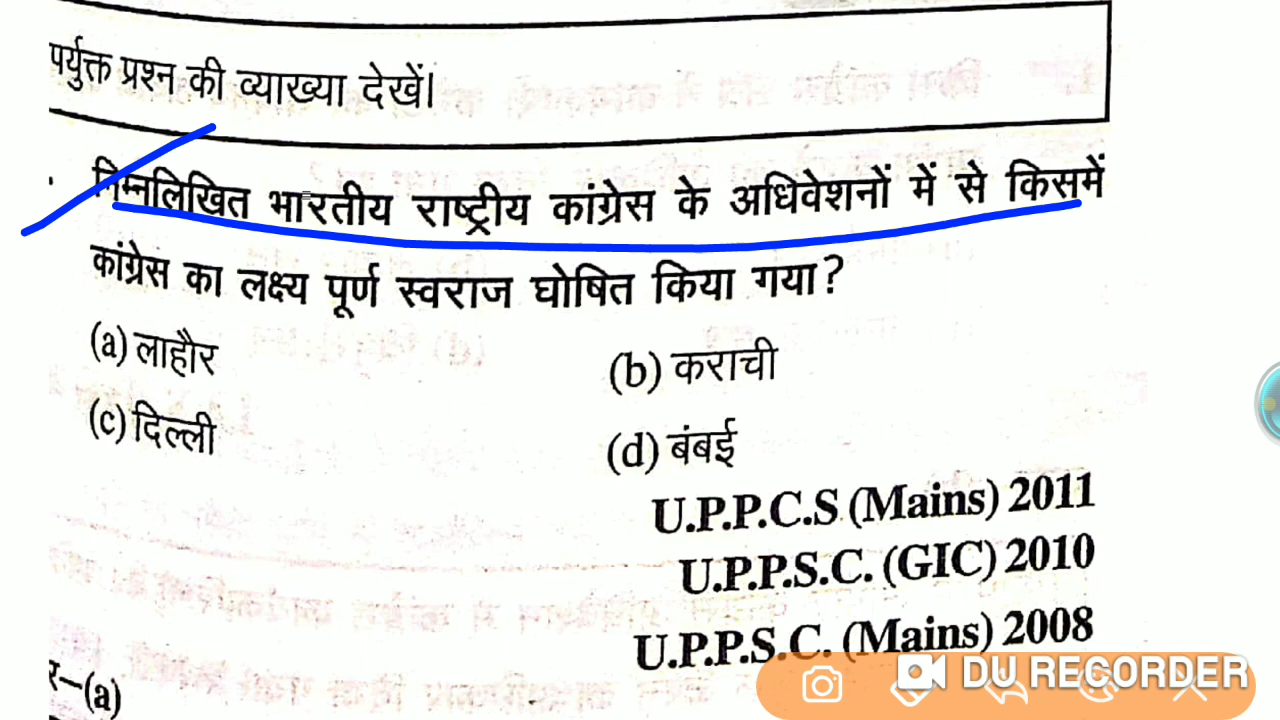 पर्युक्त प्रश्न की व्याख्या देखें।
निम्नलिखित भारतीय राष्ट्रीय कांग्रेस के अधिवेशनों में से किसमें
कांग्रेस का लक्ष्य पूर्ण स्वराज घोषित किया गया?
(a) लाहौर (b) कराची
(c) दिल्ली (d) बंबई
U.P.P.C.S (Mains) 2011
U.P.P.S.C. (GIC) 2010
U.P.P.S.C. (Mains) 2008
र–(a)
DU RECORDER